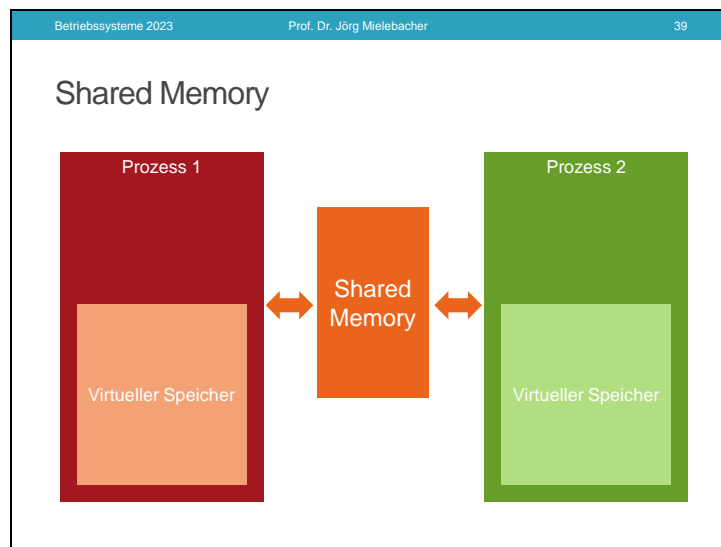 Betriebssysteme 2023 Prof. Dr. Jörg Mielebacher 39
Shared Memory
Prozess 1
Prozess 2
Shared
Memory
Virtueller Speicher
Virtueller Speicher